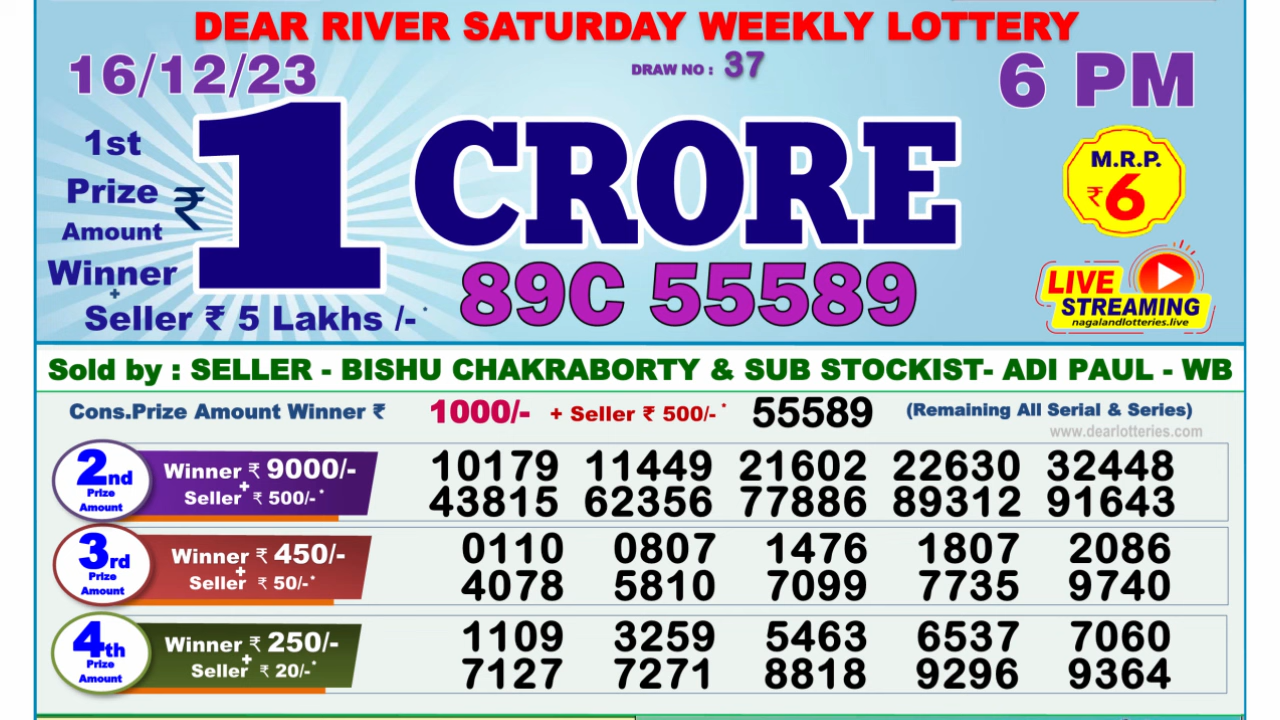 DEAR RIVER SATURDAY WEEKLY LOTTERY
16/12/23
DRAW NO : 37
6 PM
1st
Prize
Amount
Winner
+
Seller ₹ 5 Lakhs /- *
₹ 1 CRORE
89C 55589
M.R.P.
₹6
LIVE
STREAMING
nagalandlotteries.live
Sold by : SELLER - BISHU CHAKRABORTY & SUB STOCKIST- ADI PAUL - WB
Cons.Prize Amount Winner ₹ 1000/- + Seller ₹ 500/- * 55589 (Remaining All Serial & Series)
www.dearlotteries.com
2nd
Prize
Amount
Winner ₹ 9000/-
+
Seller ₹ 500/- *
10179 11449 21602 22630 32448
43815 62356 77886 89312 91643
3rd
Prize
Amount
Winner ₹ 450/-
+
Seller ₹ 50/- *
0110 0807 1476 1807 2086
4078 5810 7099 7735 9740
4th
Prize
Amount
Winner ₹ 250/-
+
Seller ₹ 20/- *
1109 3259 5463 6537 7060
7127 7271 8818 9296 9364